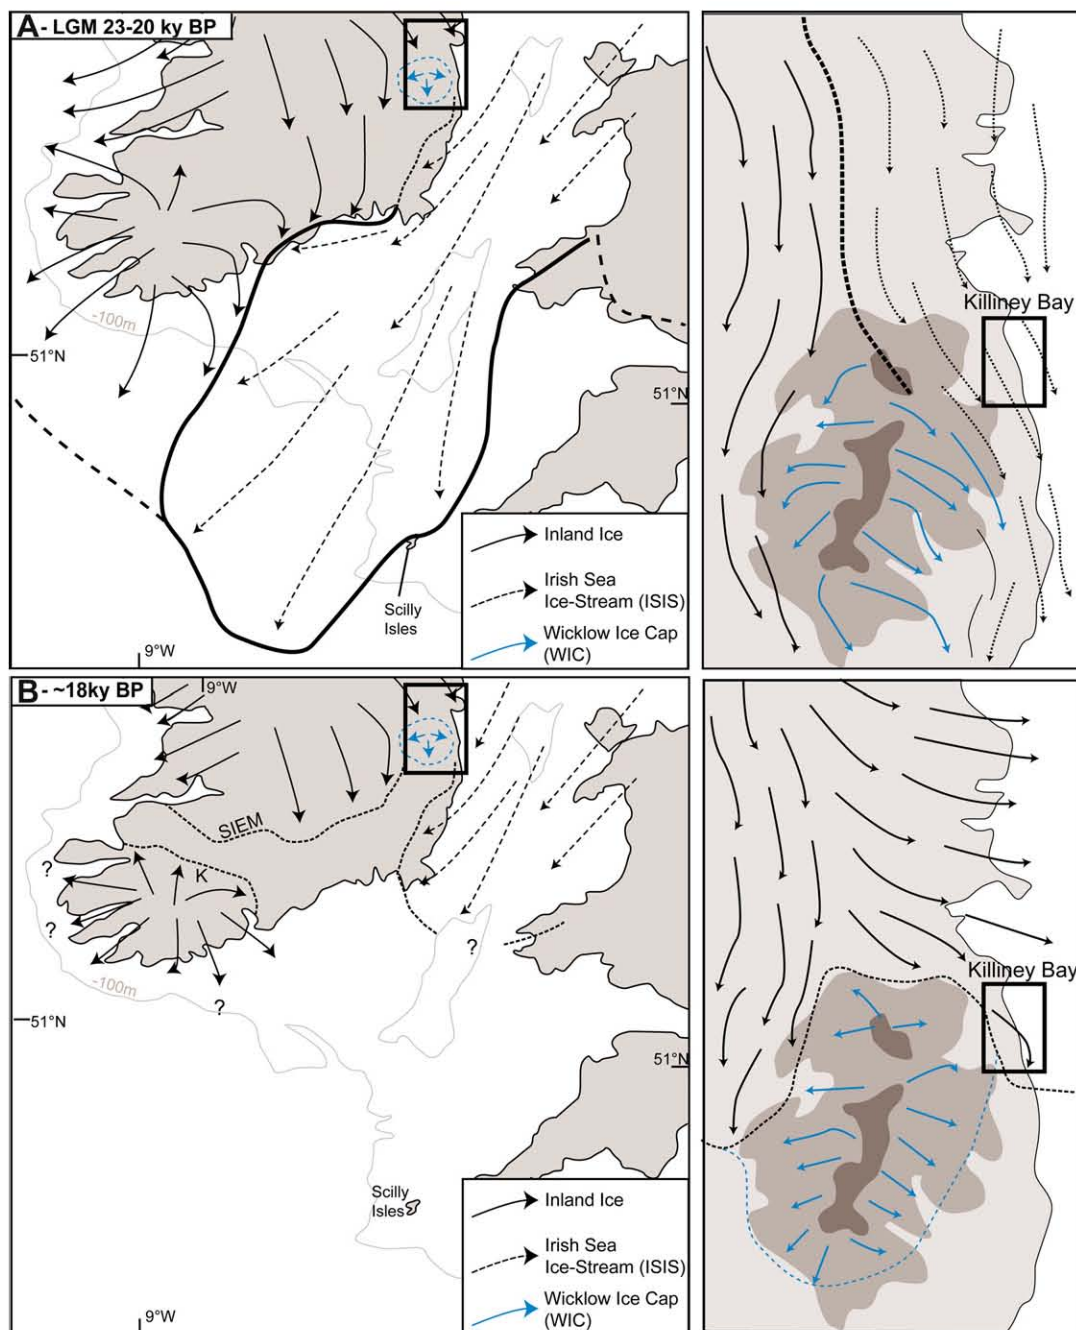 A - LGM 23-20 ky BP
-100m
51°N
51°N
Scilly
Isles
9°W
Inland Ice
Irish Sea
Ice-Stream (ISIS)
Wicklow Ice Cap
(WIC)
Killiney Bay
B - ~18ky BP
9°W
SIEM
K
?
?
?
?
-100m
51°N
51°N
Scilly
Isles
9°W
Inland Ice
Irish Sea
Ice-Stream (ISIS)
Wicklow Ice Cap
(WIC)
Killiney Bay